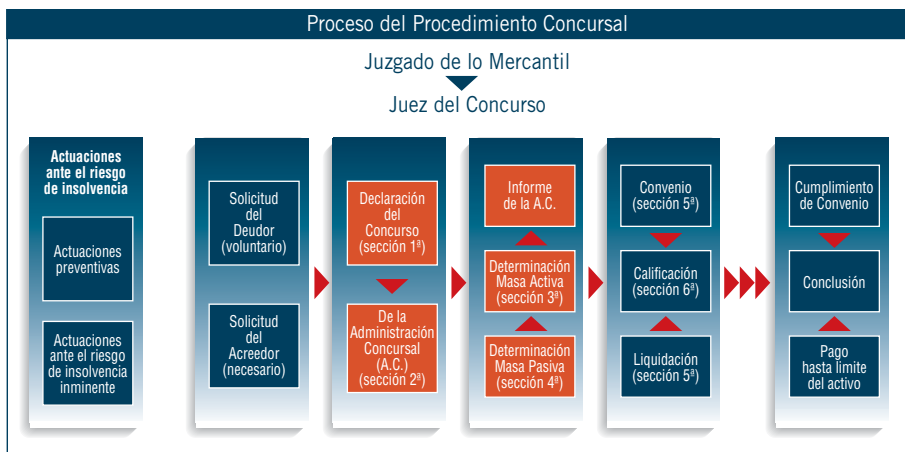 Proceso del Procedimiento Concursal
Juzgado de lo Mercantil
Juez del Concurso
Actuaciones
ante el riesgo
de insolvencia
Actuaciones
preventivas
Actuaciones
ante el riesgo
de insolvencia
inminente
Solicitud
del
Deudor
(voluntario)
Solicitud
del
Acreedor
(necesario)
Declaración
del
Concurso
(sección 1ª)
De la
Administración
Concursal
(A.C.)
(sección 2ª)
Informe
de la A.C.
Determinación
Masa Activa
(sección 3ª)
Determinación
Masa Pasiva
(sección 4ª)
Convenio
(sección 5ª)
Calificación
(sección 6ª)
Liquidación
(sección 5ª)
Cumplimiento
de Convenio
Conclusión
Pago
hasta limite
del activo